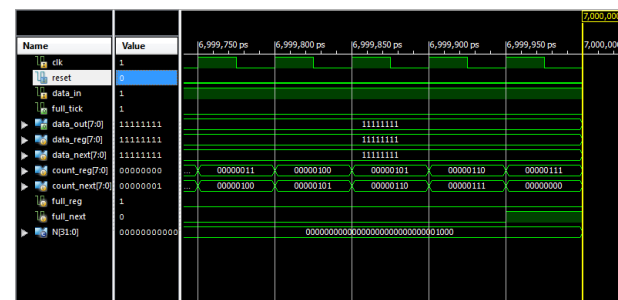 7,000,000
Name Value 6,999,750 ps 6,999,800 ps 6,999,850 ps 6,999,900 ps 6,999,950 ps 7,000,00
clk 1
reset 0
data_in 1
full_tick 1
data_out[7:0] 11111111 11111111
data_reg[7:0] 11111111 11111111
data_next[7:0] 11111111 11111111
count_reg[7:0] 00000000 ... 00000011 00000100 00000101 00000110 00000111
count_next[7:0] 00000001 ... 00000100 00000101 00000110 00000111 00000000
full_reg 1
full_next 0
N[31:0] 00000000000 00000000000000000000000000001000